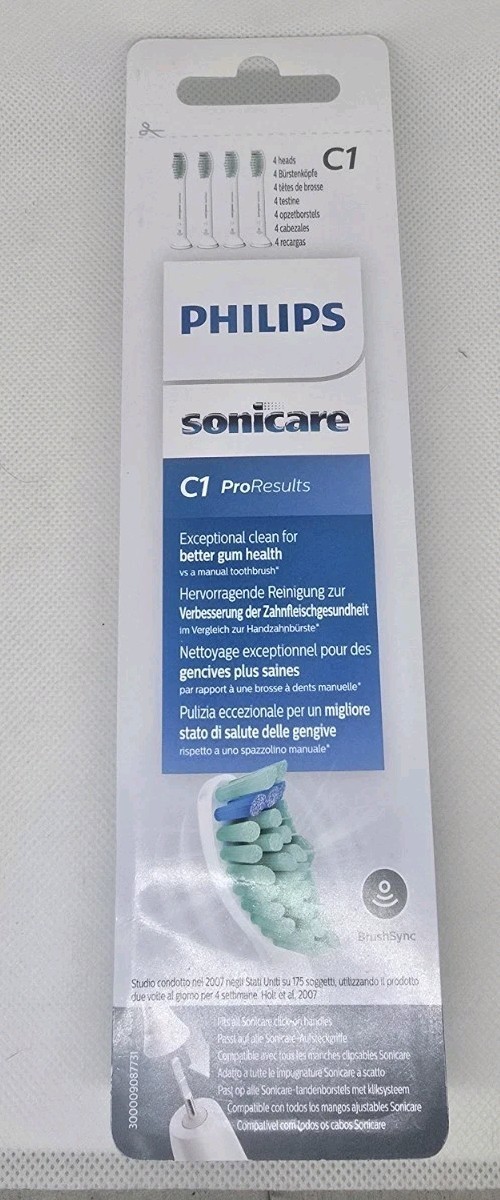 4 heads
C1
4 Bürstenköpfe
4 têtes de brosse
4 testine
4 opzetborstels
4 cabezales
4 recargas
PHILIPS
sonicare
C1 ProResults
Exceptional clean for
better gum health
vs a manual toothbrush*
Hervorragende Reinigung zur
Verbesserung der Zahnfleischgesundheit
im Vergleich zur Handzahnbürste*
Nettoyage exceptionnel pour des
gencives plus saines
par rapport à une brosse à dents manuelle*
Pulizia eccezionale per un migliore
stato di salute delle gengive
rispetto a uno spazzolino manuale*
BrushSync
Studio condotto nel 2007 negli Stati Uniti su 175 soggetti, utilizzando il prodotto
due volte al giorno per 4 settimane. Holt et al, 2007
Fits all Sonicare click-on handles
Passt auf alle Sonicare-Aufsteckgriffe
Compatible avec tous les manches clipsables Sonicare
Adatto a tutte le impugnature Sonicare a scatto
Past op alle Sonicare-tandenborstels met kliksysteem
Compatible con todos los mangos ajustables Sonicare
Compatível com todos os cabos Sonicare
300009087731